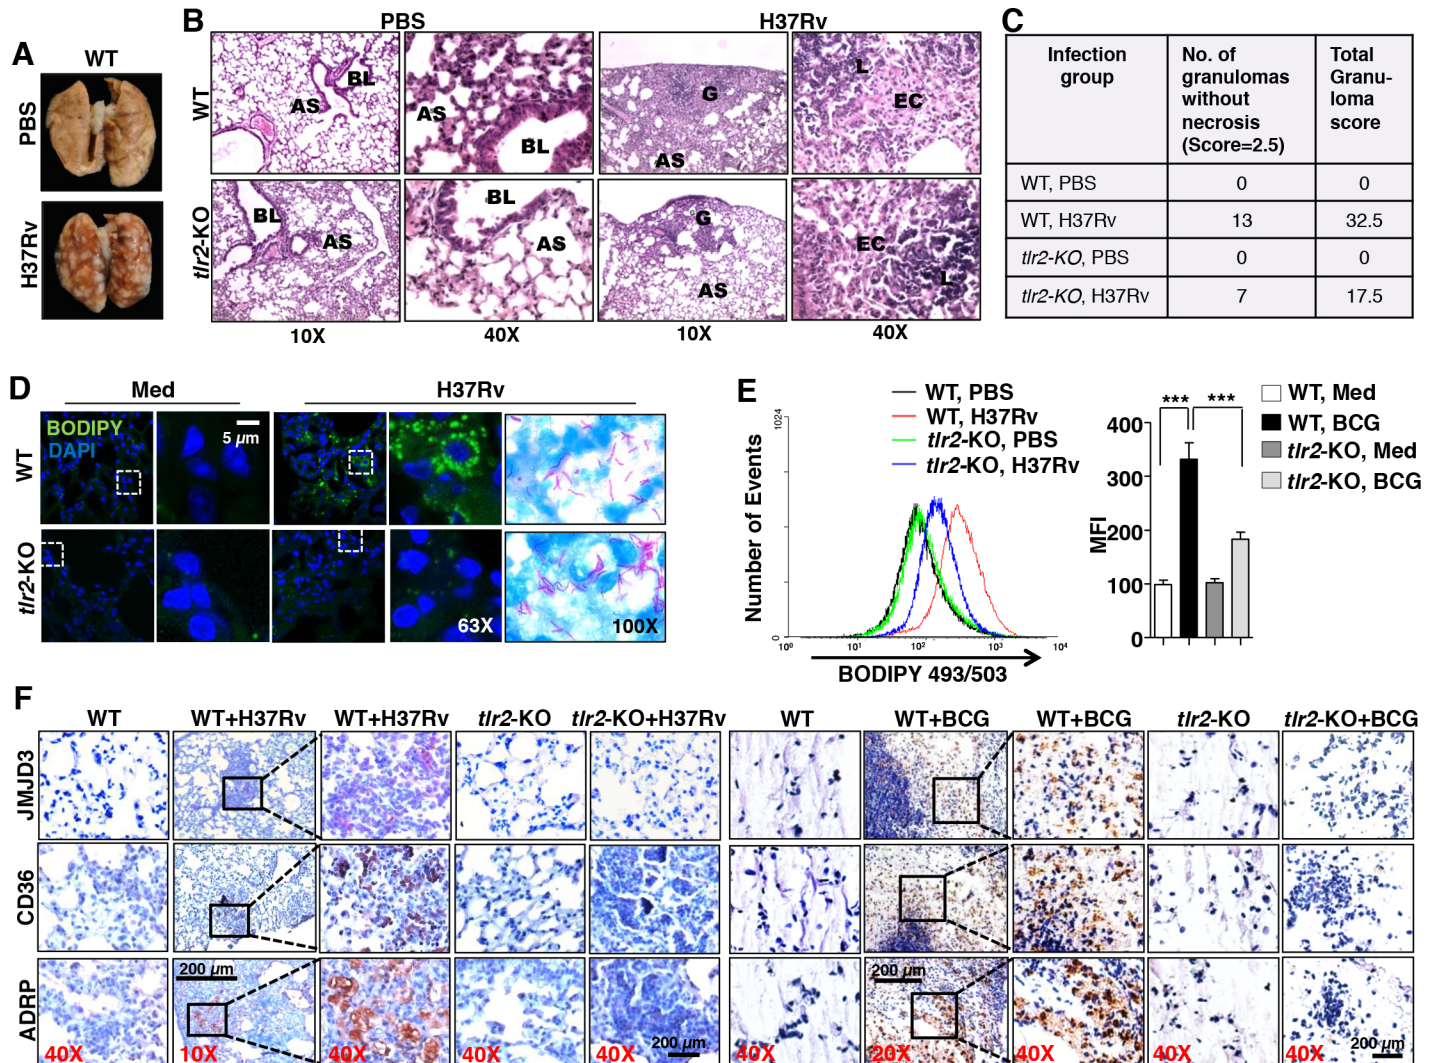 A
WT
PBS
H37Rv
B
PBS
H37Rv
WT
BL
AS
AS
BL
G
AS
L
EC
tlr2-KO
BL
AS
BL
AS
G
AS
EC
L
10X
40X
10X
40X
C
Infection group
No. of granulomas without necrosis (Score=2.5)
Total Granu-loma score
WT, PBS
0
0
WT, H37Rv
13
32.5
tlr2-KO, PBS
0
0
tlr2-KO, H37Rv
7
17.5
D
Med
H37Rv
WT
BODIPY
DAPI
5 µm
tlr2-KO
63X
100X
E
WT, PBS
WT, H37Rv
tlr2-KO, PBS
tlr2-KO, H37Rv
Number of Events
1024
0
10⁰
10¹
10²
10³
10⁴
BODIPY 493/503
***
***
MFI
400
300
200
100
0
WT, Med
WT, BCG
tlr2-KO, Med
tlr2-KO, BCG
F
WT
WT+H37Rv
WT+H37Rv
tlr2-KO
tlr2-KO+H37Rv
WT
WT+BCG
WT+BCG
tlr2-KO
tlr2-KO+BCG
JMJD3
CD36
ADRP
200 µm
200 µm
40X
10X
40X
40X
40X
200 µm
40X
20X
40X
40X
40X
200 µm